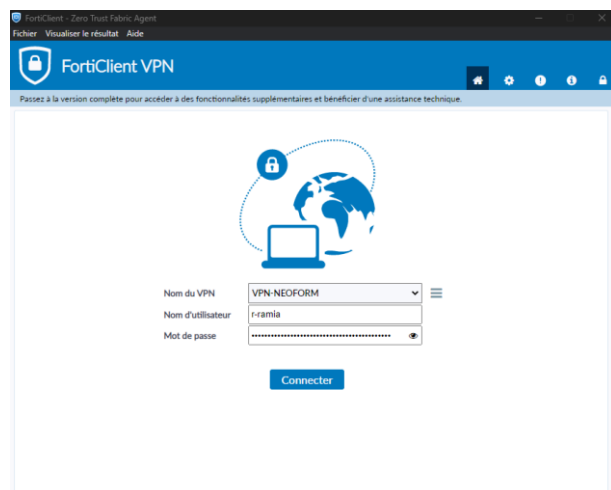 FortiClient - Zero Trust Fabric Agent
Fichier Visualiser le résultat Aide
FortiClient VPN
Passez à la version complète pour accéder à des fonctionnalités supplémentaires et bénéficier d'une assistance technique.
Nom du VPN VPN-NEOFORM
Nom d'utilisateur r-ramia
Mot de passe ••••••••••••••••••••••••••••••••••••••••••
Connecter